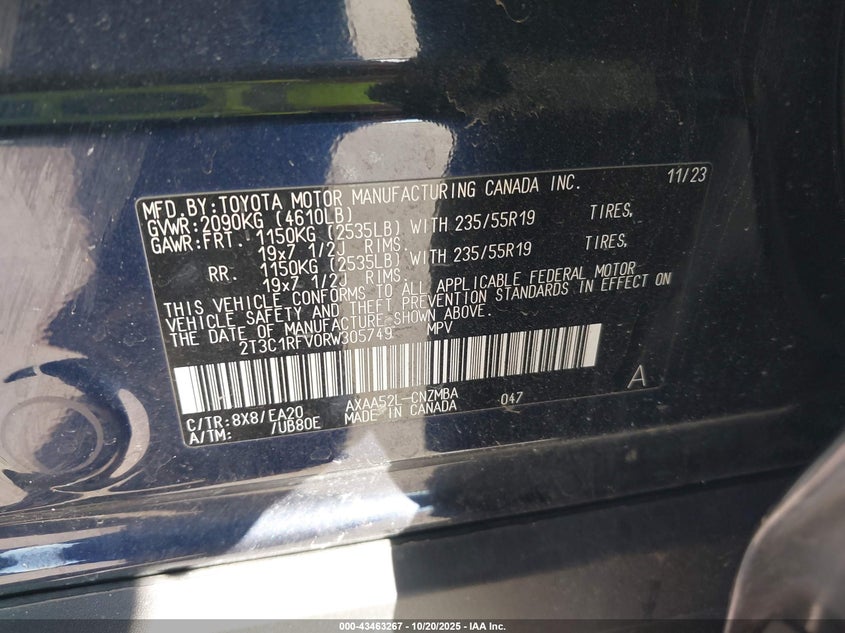 MFD. BY: TOYOTA MOTOR MANUFACTURING CANADA INC. 11/23
GVWR: 2090KG (4610LB)
GAWR: FRT. 1150KG (2535LB) WITH 235/55R19 TIRES,
19x7 1/2J RIMS.
RR. 1150KG (2535LB) WITH 235/55R19 TIRES,
19x7 1/2J RIMS.
THIS VEHICLE CONFORMS TO ALL APPLICABLE FEDERAL MOTOR
VEHICLE SAFETY AND THEFT PREVENTION STANDARDS IN EFFECT ON
THE DATE OF MANUFACTURE SHOWN ABOVE.
2T3C1RFV0RW305749 MPV
A
C/TR: 8X8/EA20 AXAA52L-CNZMBA 047
A/TM: /UB80E MADE IN CANADA
000-43463267 - 10/20/2025 - IAA Inc.